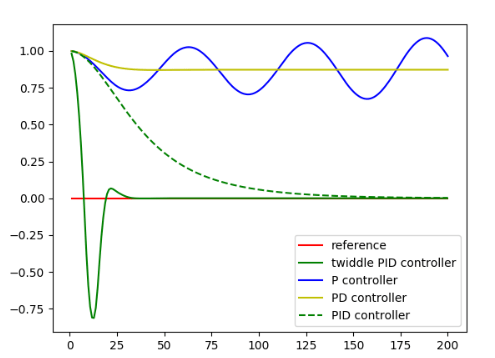 1.00
0.75
0.50
0.25
0.00
−0.25
−0.50
−0.75
0 25 50 75 100 125 150 175 200
reference
twiddle PID controller
P controller
PD controller
PID controller